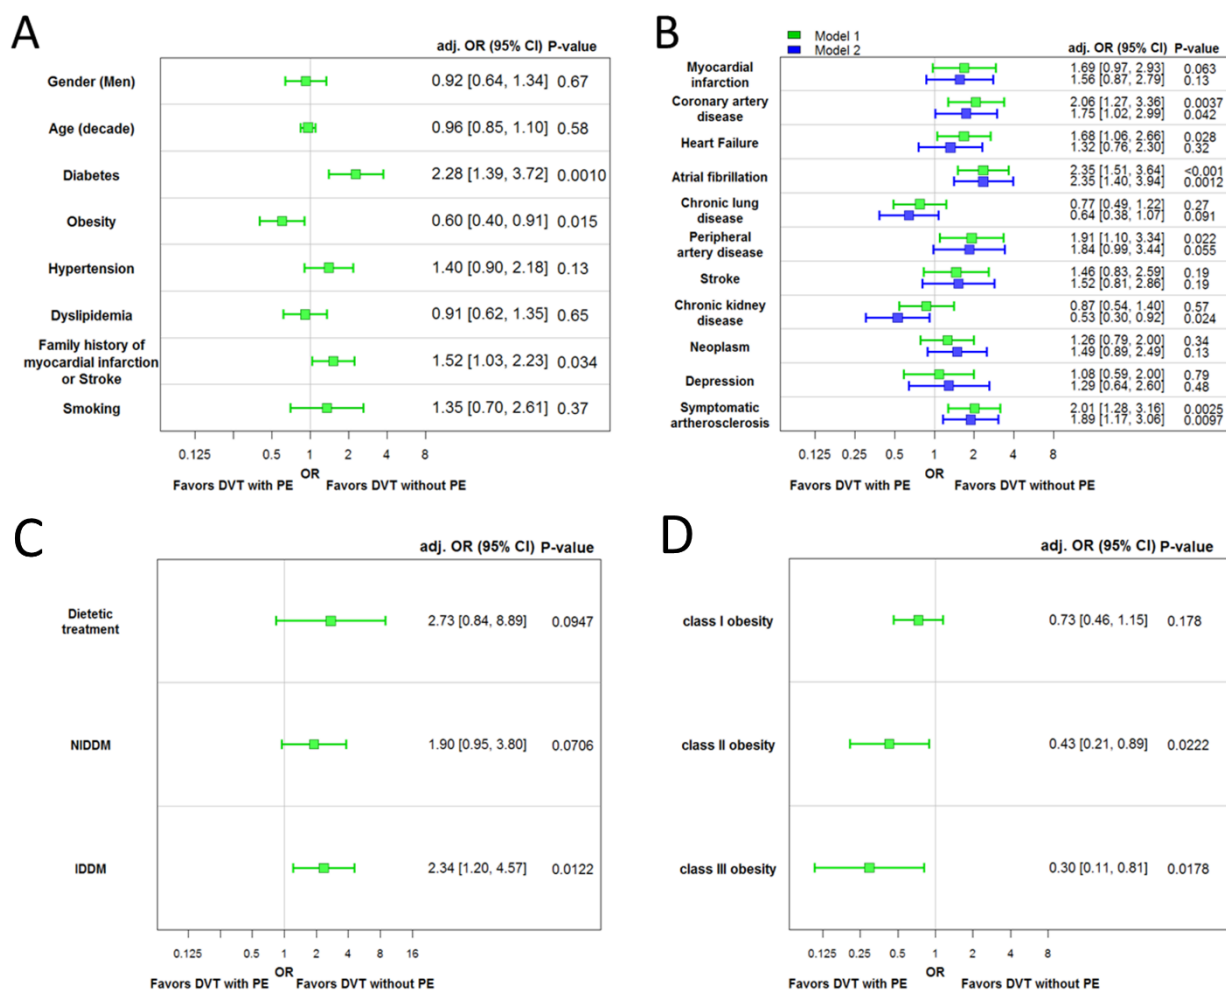 A
adj. OR (95% CI) P-value
Gender (Men) 0.92 [0.64, 1.34] 0.67
Age (decade) 0.96 [0.85, 1.10] 0.58
Diabetes 2.28 [1.39, 3.72] 0.0010
Obesity 0.60 [0.40, 0.91] 0.015
Hypertension 1.40 [0.90, 2.18] 0.13
Dyslipidemia 0.91 [0.62, 1.35] 0.65
Family history of
myocardial infarction 1.52 [1.03, 2.23] 0.034
or Stroke
Smoking 1.35 [0.70, 2.61] 0.37
0.125 0.5 1 2 4 8
OR
Favors DVT with PE Favors DVT without PE
B
Model 1
Model 2
adj. OR (95% CI) P-value
Myocardial
infarction
1.69 [0.97, 2.93] 0.063
1.56 [0.87, 2.79] 0.13
Coronary artery
disease
2.06 [1.27, 3.36] 0.0037
1.75 [1.02, 2.99] 0.042
Heart Failure
1.68 [1.06, 2.66] 0.028
1.32 [0.76, 2.30] 0.32
Atrial fibrillation
2.35 [1.51, 3.64] <0.001
2.35 [1.40, 3.94] 0.0012
Chronic lung
disease
0.77 [0.49, 1.22] 0.27
0.64 [0.38, 1.07] 0.091
Peripheral
artery disease
1.91 [1.10, 3.34] 0.022
1.84 [0.99, 3.44] 0.055
Stroke
1.46 [0.83, 2.59] 0.19
1.52 [0.81, 2.86] 0.19
Chronic kidney
disease
0.87 [0.54, 1.40] 0.57
0.53 [0.30, 0.92] 0.024
Neoplasm
1.26 [0.79, 2.00] 0.34
1.49 [0.89, 2.49] 0.13
Depression
1.08 [0.59, 2.00] 0.79
1.29 [0.64, 2.60] 0.48
Symptomatic
artherosclerosis
2.01 [1.28, 3.16] 0.0025
1.89 [1.17, 3.06] 0.0097
0.125 0.25 0.5 1 2 4 8
OR
Favors DVT with PE Favors DVT without PE
C
adj. OR (95% CI) P-value
Dietetic
treatment
2.73 [0.84, 8.89] 0.0947
NIDDM 1.90 [0.95, 3.80] 0.0706
IDDM 2.34 [1.20, 4.57] 0.0122
0.125 0.5 1 2 4 8 16
OR
Favors DVT with PE Favors DVT without PE
D
adj. OR (95% CI) P-value
class I obesity 0.73 [0.46, 1.15] 0.178
class II obesity 0.43 [0.21, 0.89] 0.0222
class III obesity 0.30 [0.11, 0.81] 0.0178
0.125 0.25 0.5 1 2 4 8
OR
Favors DVT with PE Favors DVT without PE